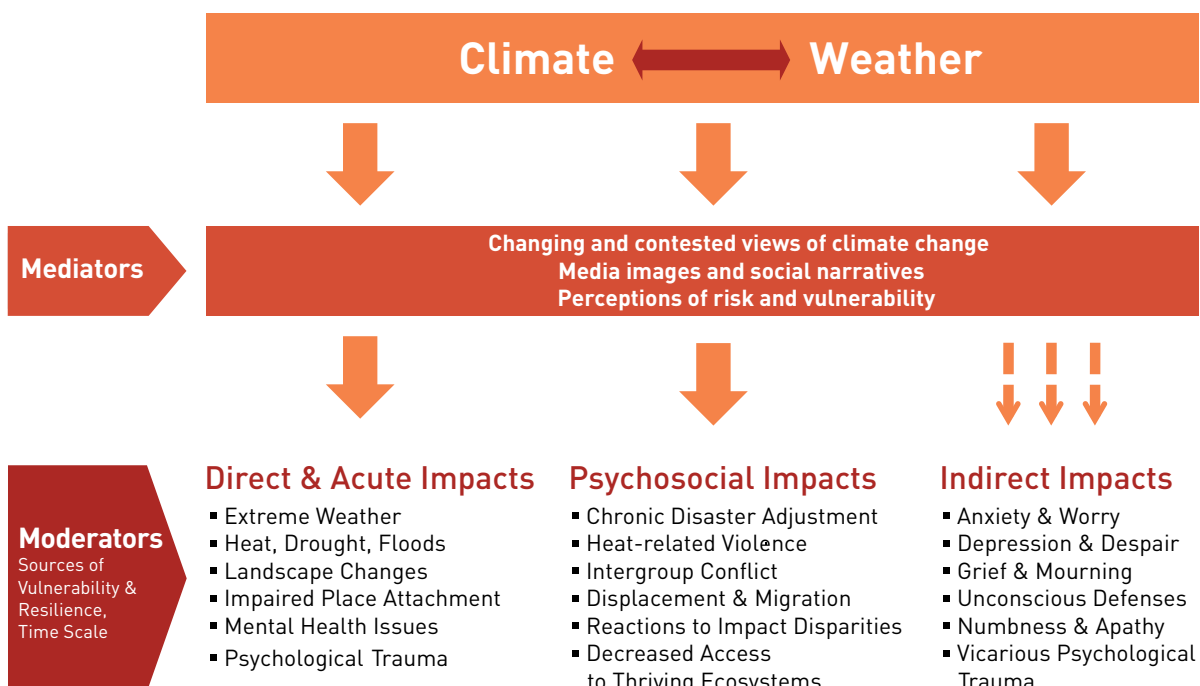 Climate Weather
Mediators
Changing and contested views of climate change
Media images and social narratives
Perceptions of risk and vulnerability
Moderators
Sources of
Vulnerability &
Resilience,
Time Scale
Direct & Acute Impacts
▪ Extreme Weather
▪ Heat, Drought, Floods
▪ Landscape Changes
▪ Impaired Place Attachment
▪ Mental Health Issues
▪ Psychological Trauma
Psychosocial Impacts
▪ Chronic Disaster Adjustment
▪ Heat-related Violence
▪ Intergroup Conflict
▪ Displacement & Migration
▪ Reactions to Impact Disparities
▪ Decreased Access
to Thriving Ecosystems
Indirect Impacts
▪ Anxiety & Worry
▪ Depression & Despair
▪ Grief & Mourning
▪ Unconscious Defenses
▪ Numbness & Apathy
▪ Vicarious Psychological
Trauma